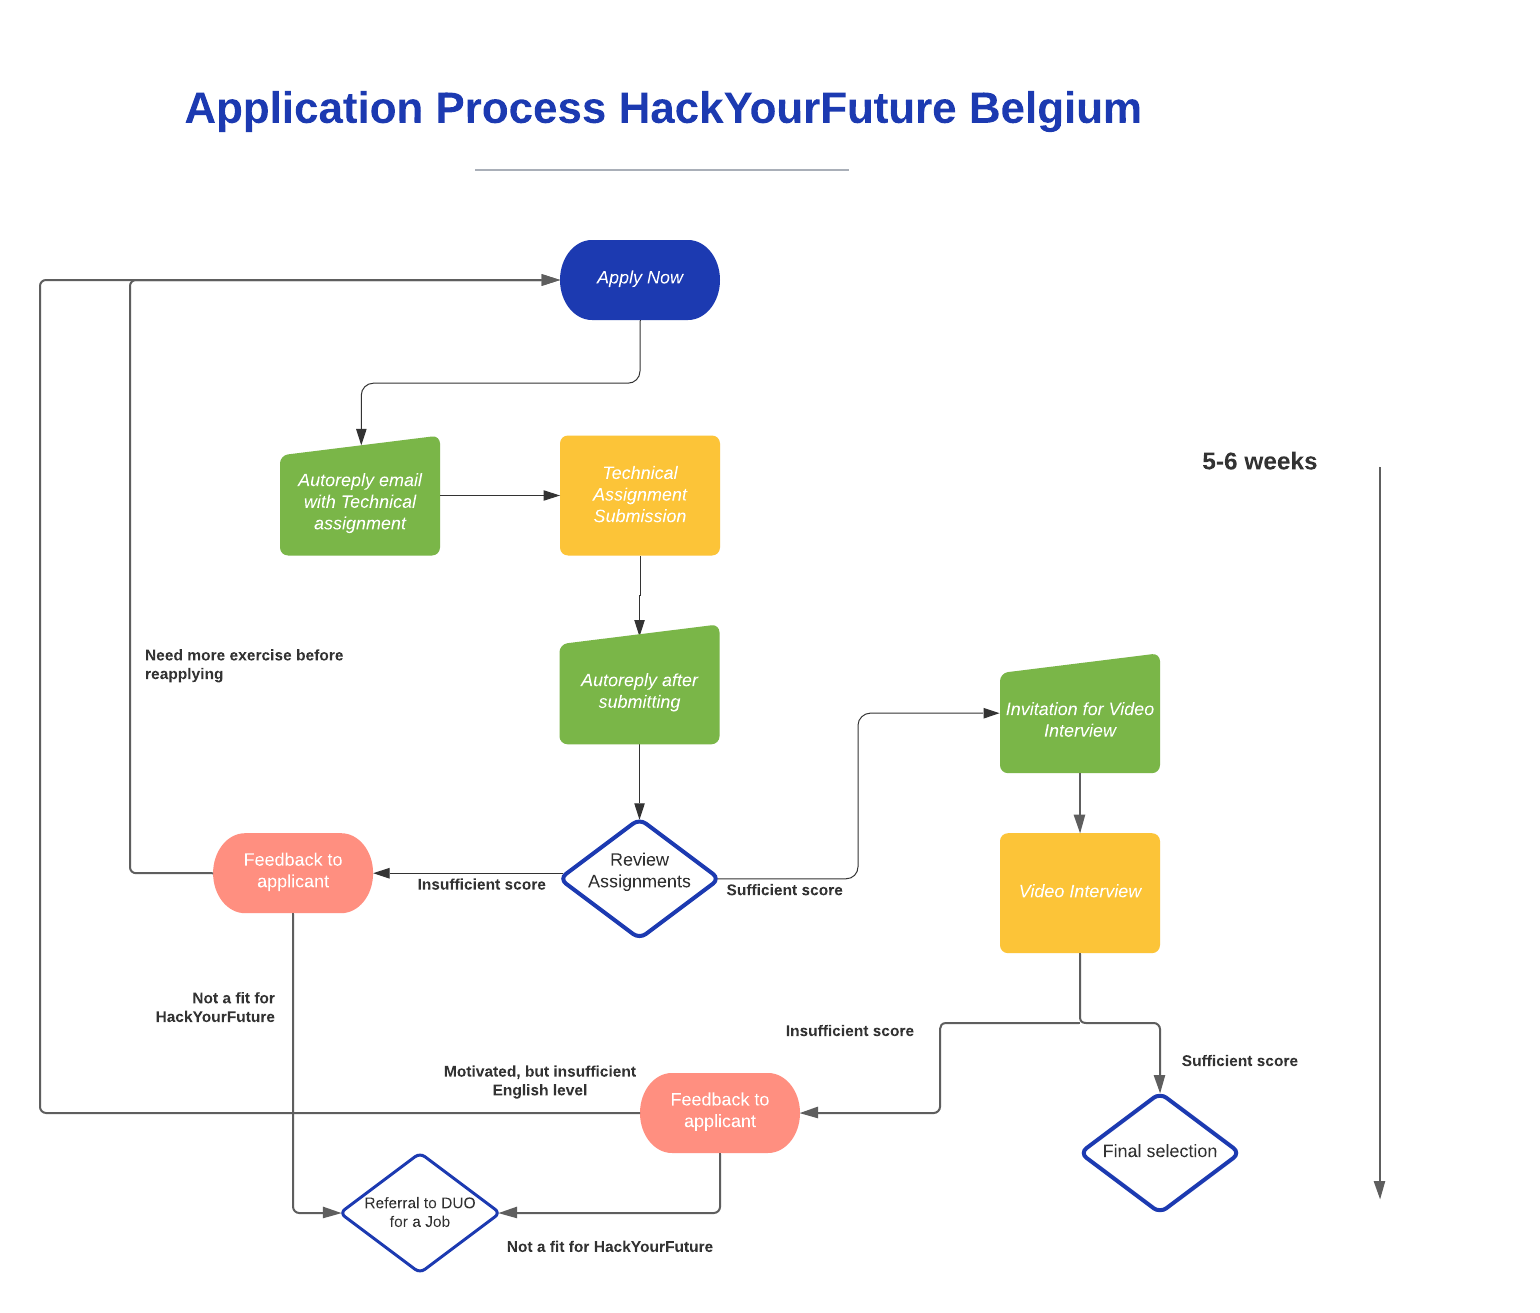 Application Process HackYourFuture Belgium
Apply Now
Autoreply email
with Technical
assignment
Technical
Assignment
Submission
5-6 weeks
Need more exercise before
reapplying
Autoreply after
submitting
Invitation for Video
Interview
Feedback to
applicant
Insufficient score
Review
Assignments
Sufficient score
Video Interview
Not a fit for
HackYourFuture
Insufficient score
Sufficient score
Motivated, but insufficient
English level
Feedback to
applicant
Final selection
Referral to DUO
for a Job
Not a fit for HackYourFuture